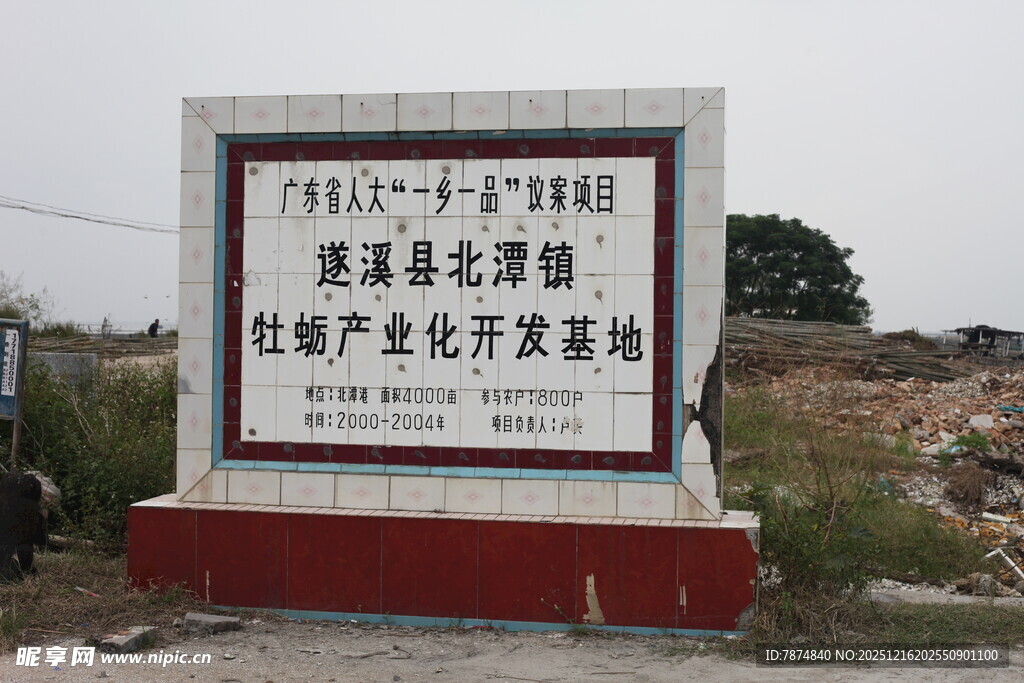 广东省人大“一乡一品”议案项目
遂溪县北潭镇
牡蛎产业化开发基地
地点:北潭港 面积4000亩 参与农户:800户
时间:2000-2004年 项目负责人:卢
昵享网 www.nipic.cn
ID:7874840 NO:20251216202550901100